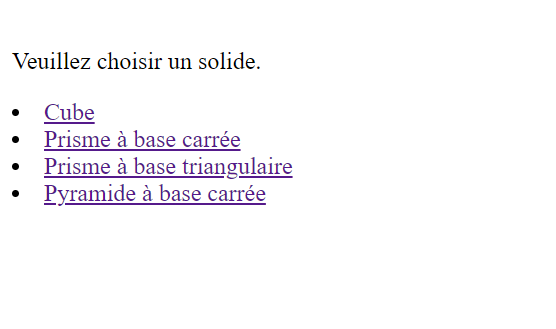 Veuillez choisir un solide.
Cube
Prisme à base carrée
Prisme à base triangulaire
Pyramide à base carrée